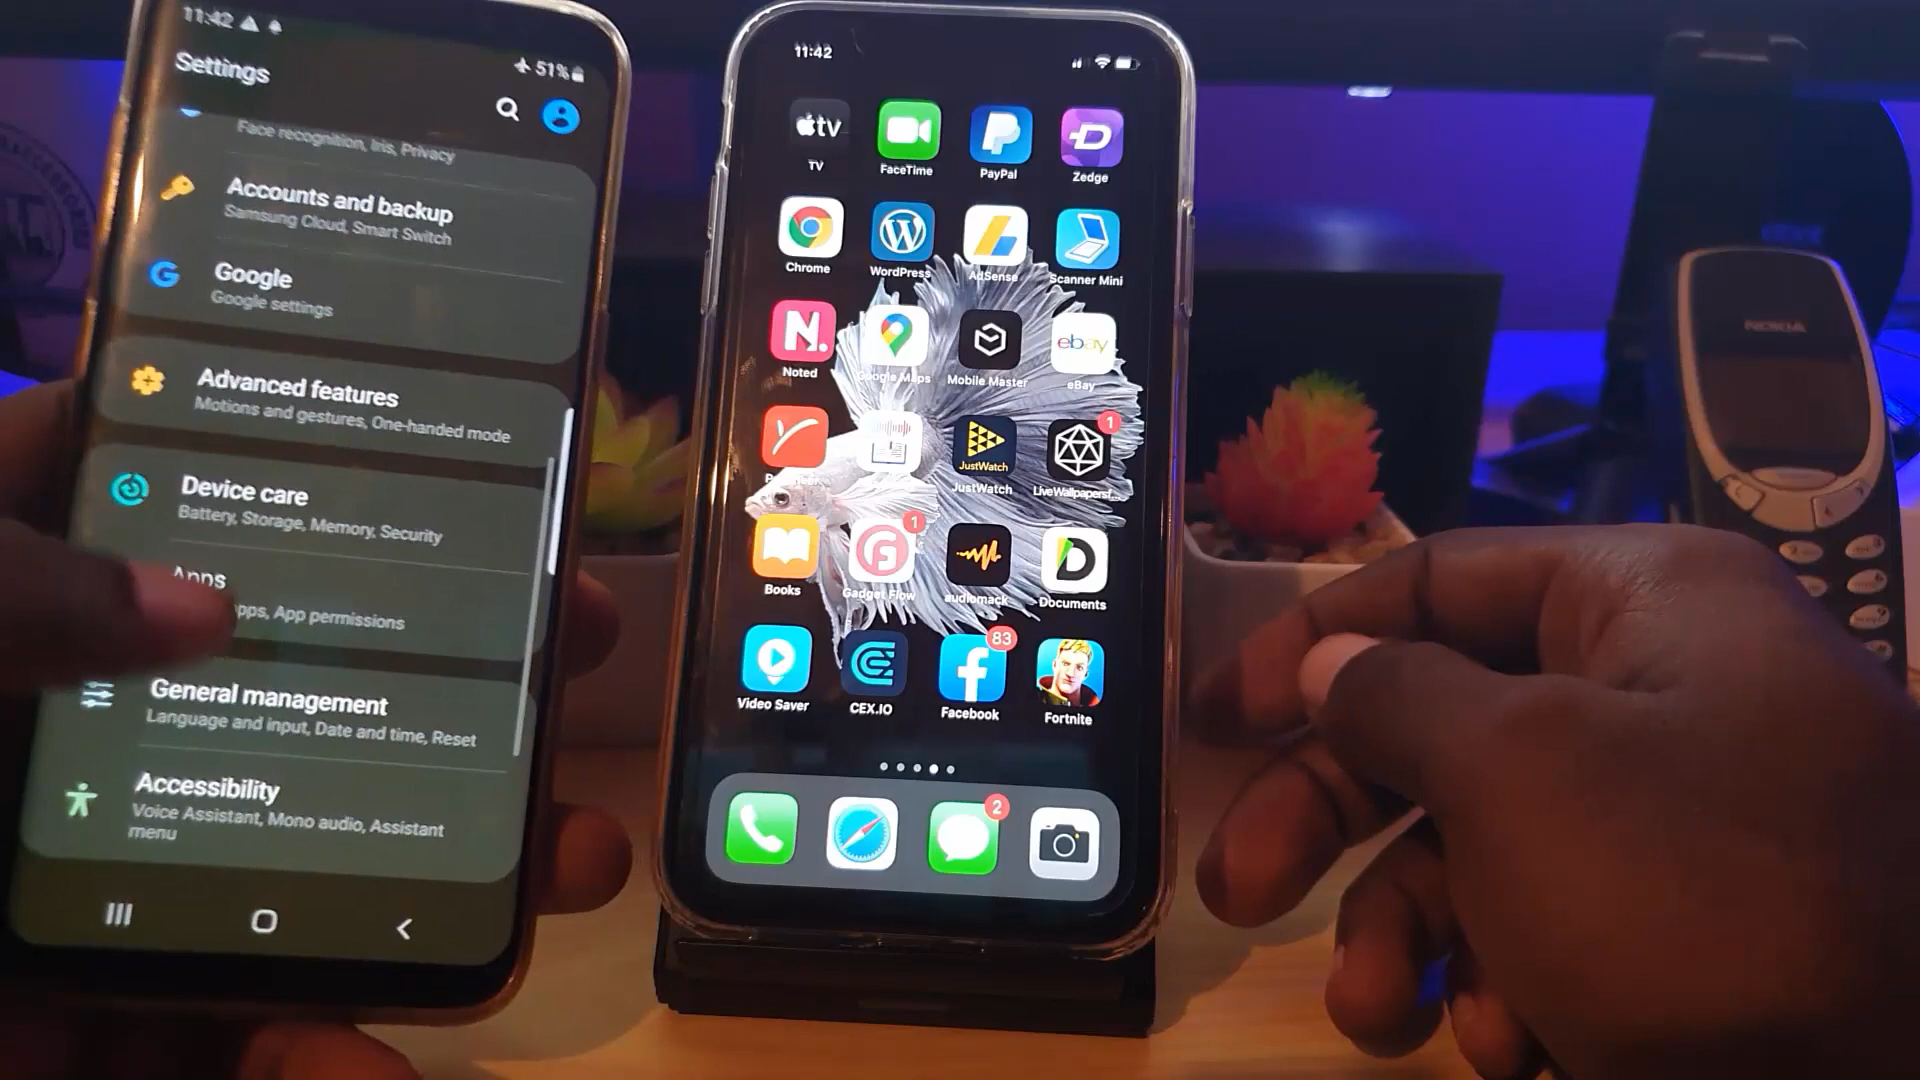 11:42
51%
Settings
Face recognition, Iris, Privacy
Accounts and backup
Samsung Cloud, Smart Switch
Google
Google settings
Advanced features
Motions and gestures, One-handed mode
Device care
Battery, Storage, Memory, Security
Apps
apps, App permissions
General management
Language and input, Date and time, Reset
Accessibility
Voice Assistant, Mono audio, Assistant
menu
11:42
tv
TV
FaceTime
PayPal
Zedge
Chrome
WordPress
AdSense
Scanner Mini
N.
Noted
Google Maps
Mobile Master
ebay
eBay
JustWatch
JustWatch
1
LiveWallpapersf...
Books
1
Gadget Flow
audiomack
Documents
Video Saver
CEX.IO
83
Facebook
Fortnite
2
NOKIA